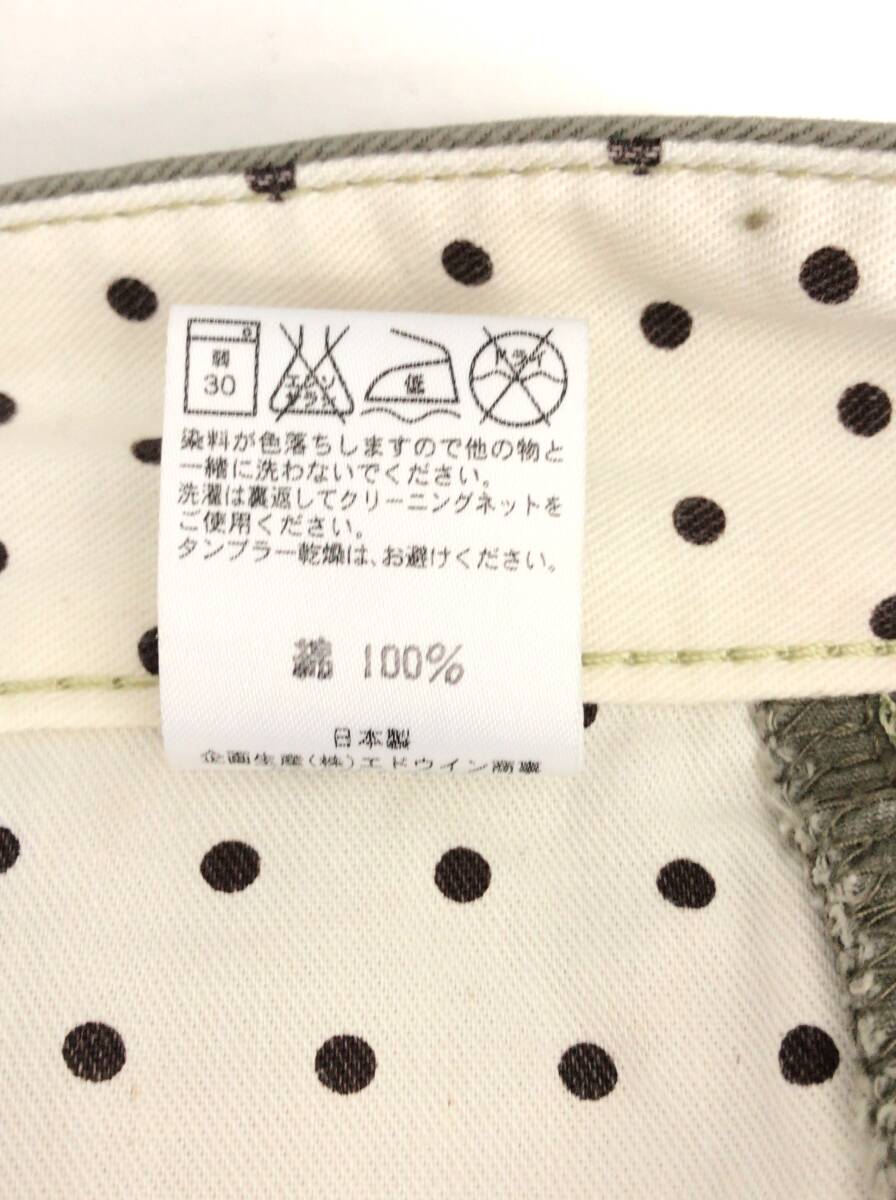 弱
30
エンソ
サラシ
低
ドライ
染料が色落ちしますので他の物と
一緒に洗わないでください。
洗濯は裏返してクリーニングネットを
ご使用ください。
タンブラー乾燥は、お避けください。
綿 100%
日本製
企画生産(株)エドウイン商事